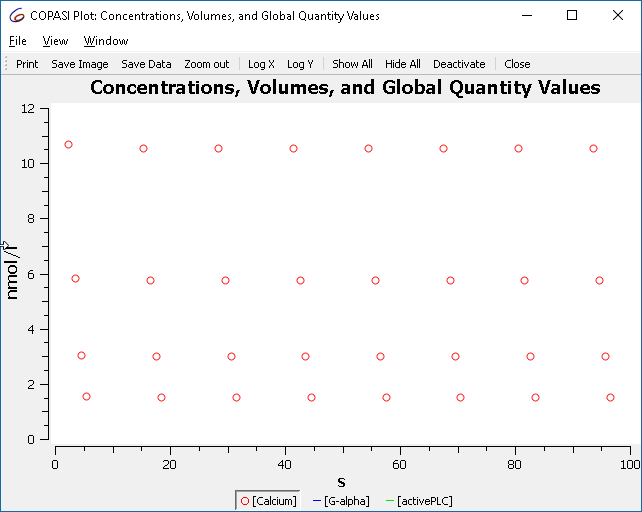 COPASI Plot: Concentrations, Volumes, and Global Quantity Values
File View Window
Print Save Image Save Data Zoom out Log X Log Y Show All Hide All Deactivate Close
Concentrations, Volumes, and Global Quantity Values
12
10
8
6
4
2
0
nmol/l
0 20 40 60 80 100
s
[Calcium] [G-alpha] [activePLC]